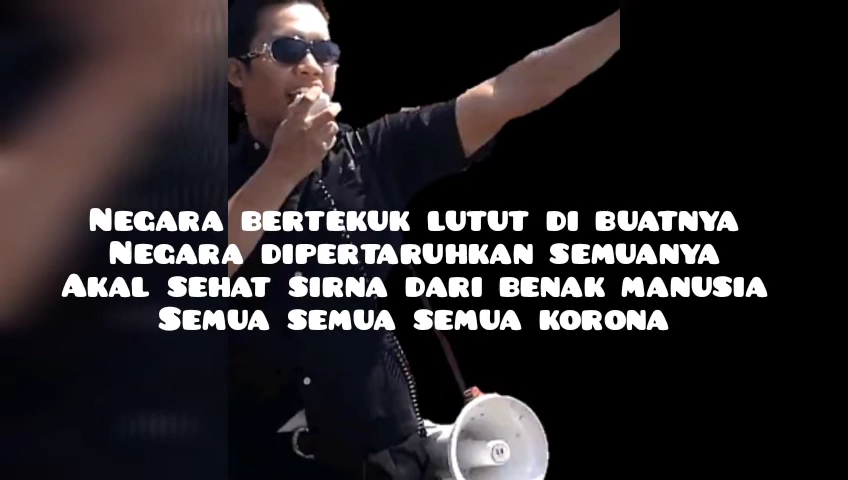 Negara bertekuk lutut di buatnya
Negara dipertaruhkan semuanya
Akal sehat sirna dari benak manusia
Semua semua semua korona